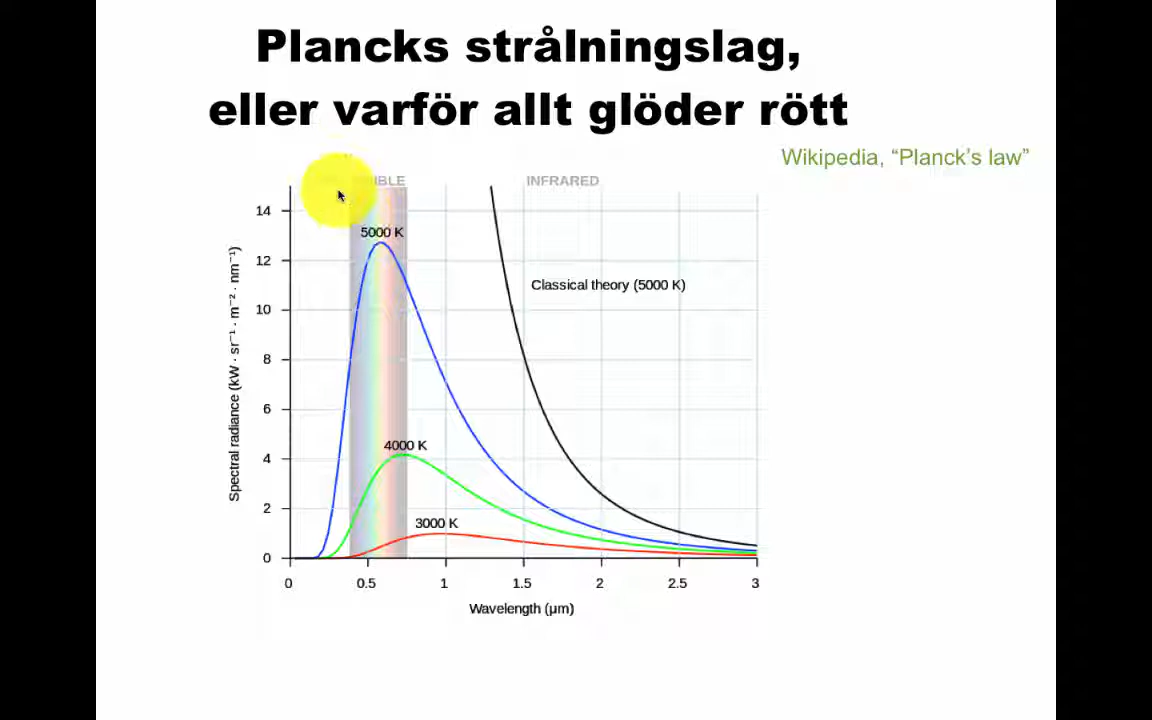 Plancks strålningslag,
eller varför allt glöder rött
Wikipedia, “Planck’s law”
INFRARED
14
12
10
8
6
4
2
0
5000 K
Classical theory (5000 K)
4000 K
3000 K
Spectral radiance (kW · sr⁻¹ · m⁻² · nm⁻¹)
0 0.5 1 1.5 2 2.5 3
Wavelength (μm)